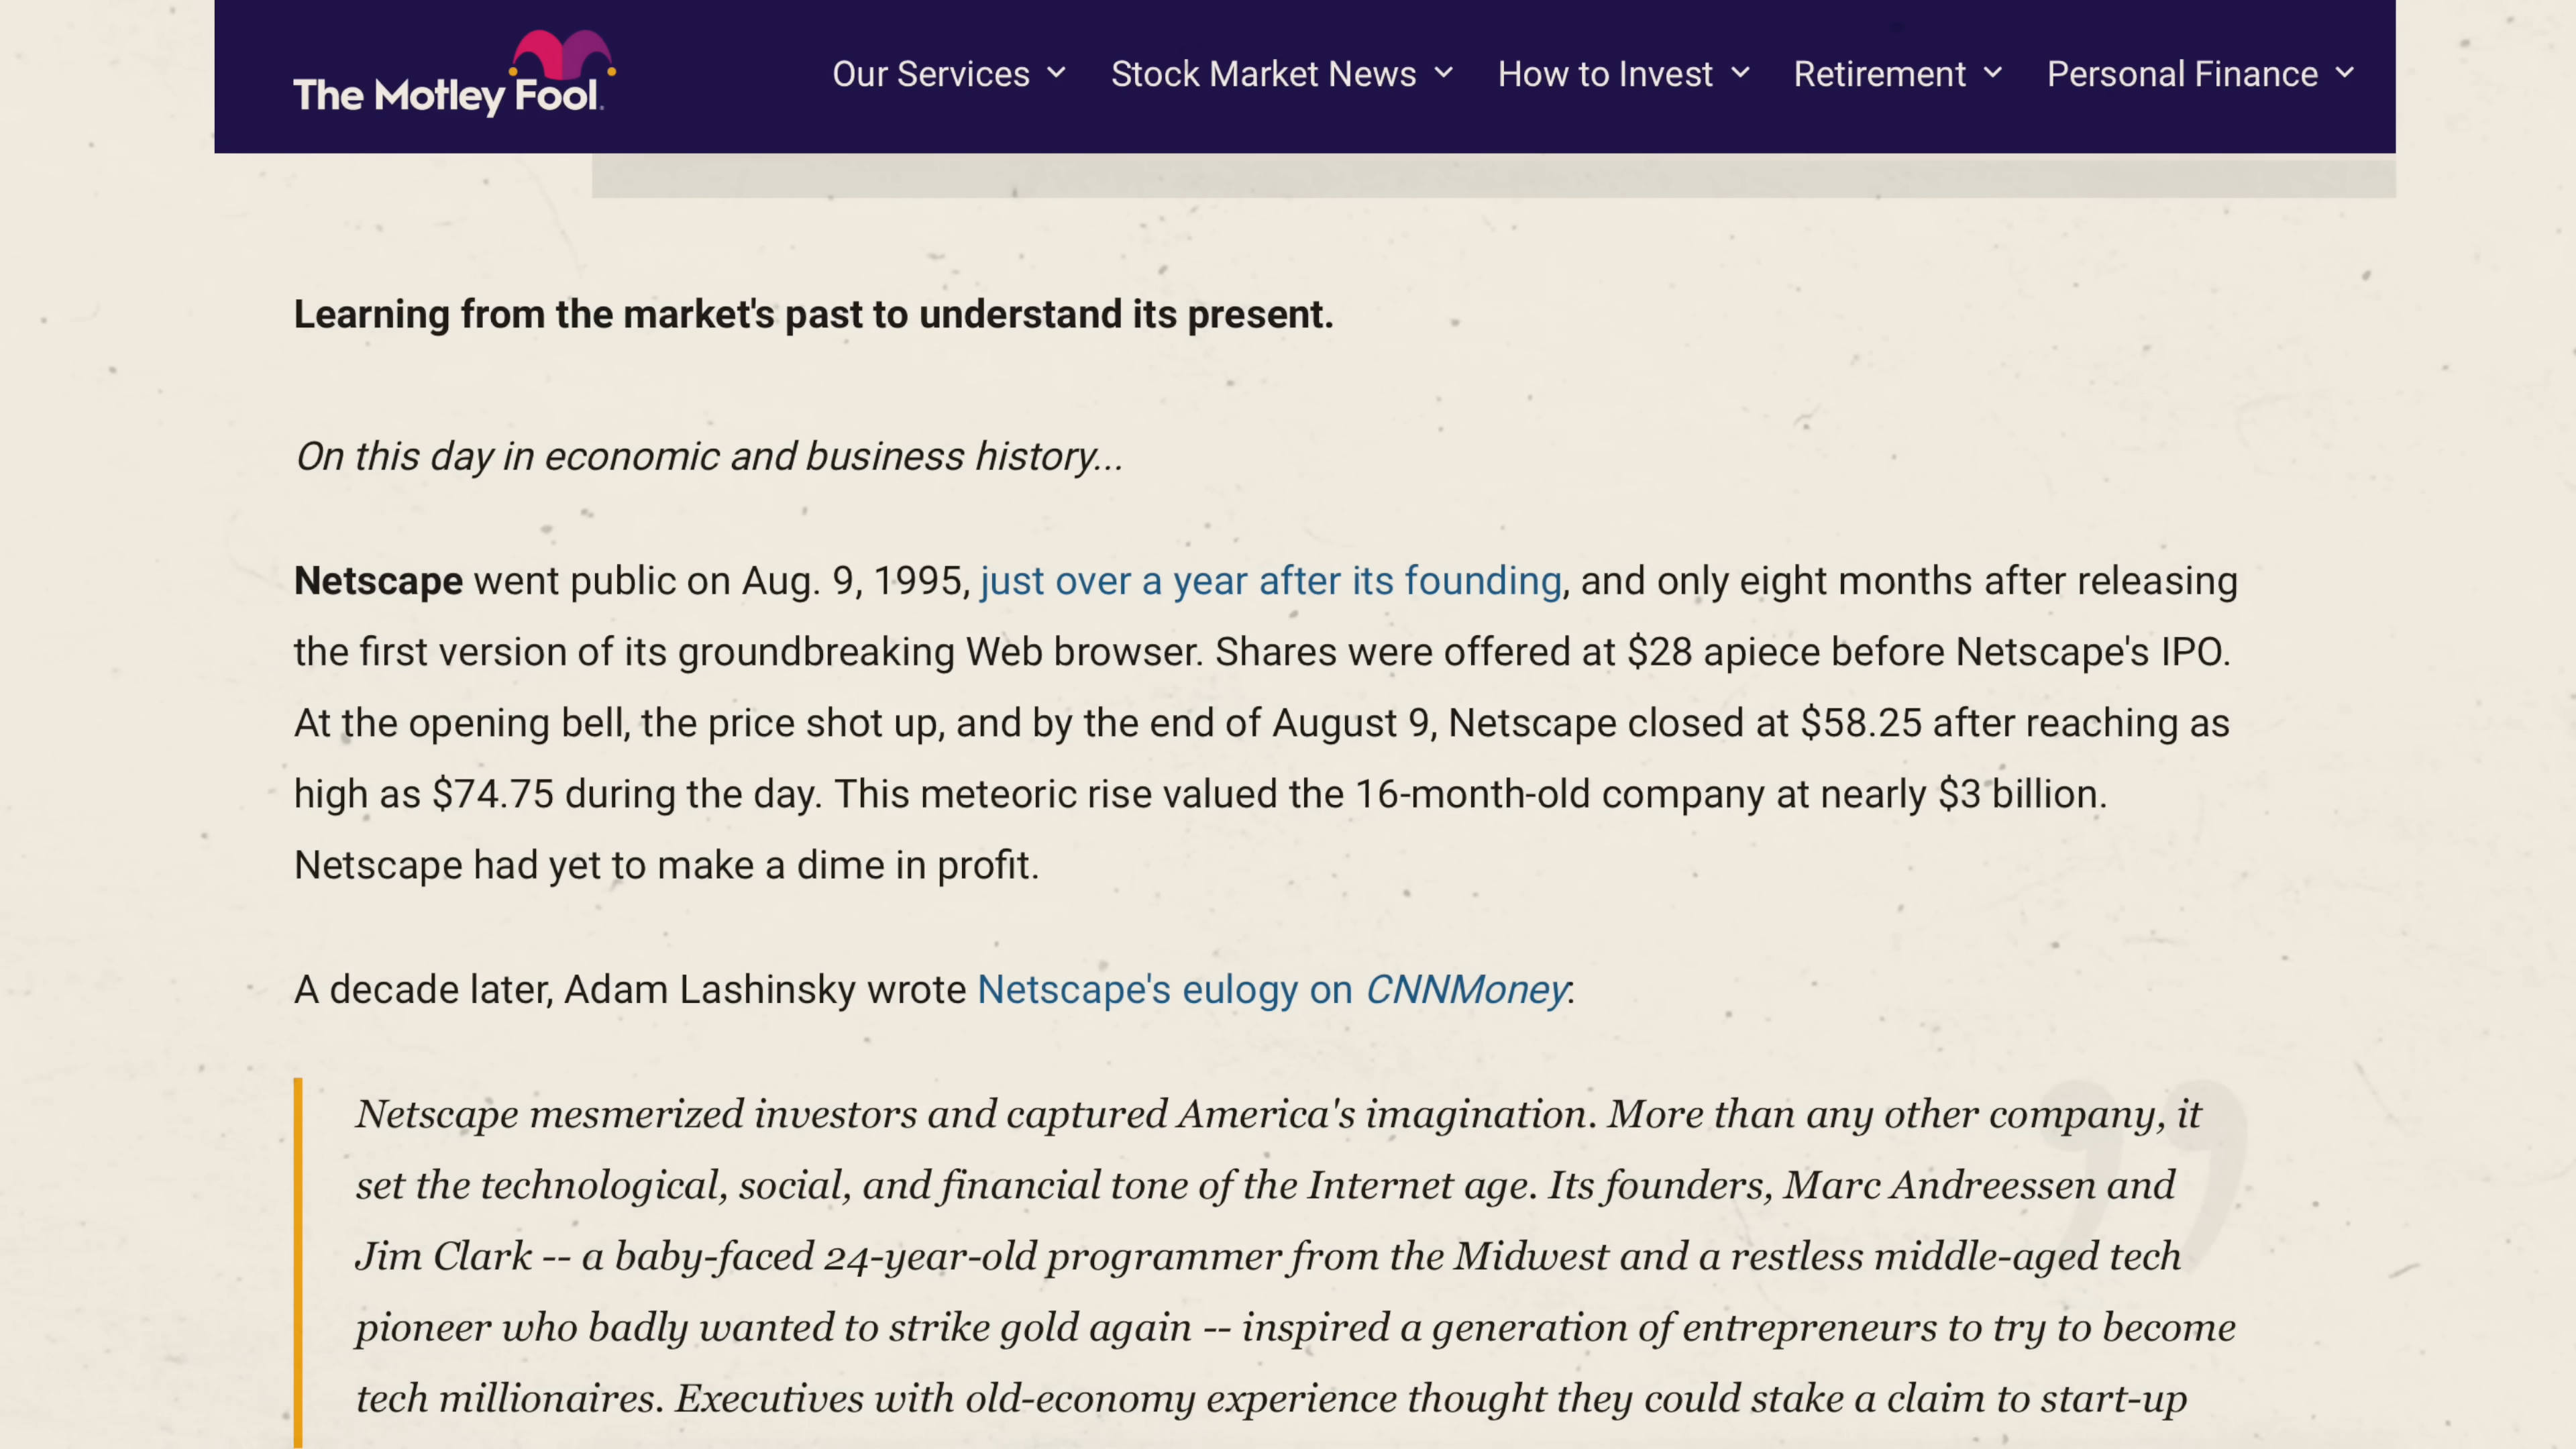 The Motley Fool.
Our Services
Stock Market News
How to Invest
Retirement
Personal Finance
Learning from the market's past to understand its present.
On this day in economic and business history...
Netscape went public on Aug. 9, 1995, just over a year after its founding, and only eight months after releasing
the first version of its groundbreaking Web browser. Shares were offered at $28 apiece before Netscape's IPO.
At the opening bell, the price shot up, and by the end of August 9, Netscape closed at $58.25 after reaching as
high as $74.75 during the day. This meteoric rise valued the 16-month-old company at nearly $3 billion.
Netscape had yet to make a dime in profit.
A decade later, Adam Lashinsky wrote Netscape's eulogy on CNNMoney:
Netscape mesmerized investors and captured America's imagination. More than any other company, it
set the technological, social, and financial tone of the Internet age. Its founders, Marc Andreessen and
Jim Clark -- a baby-faced 24-year-old programmer from the Midwest and a restless middle-aged tech
pioneer who badly wanted to strike gold again -- inspired a generation of entrepreneurs to try to become
tech millionaires. Executives with old-economy experience thought they could stake a claim to start-up